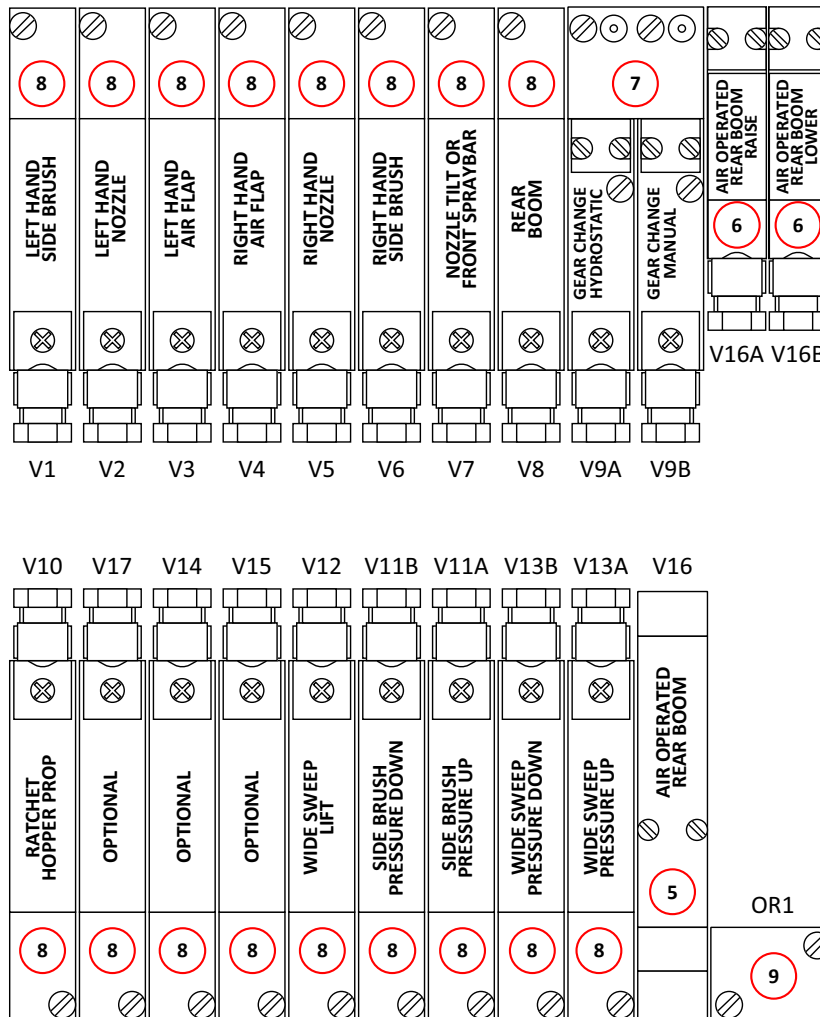 8 8 8 8 8 8 8 8 7
LEFT HAND
SIDE BRUSH
LEFT HAND
NOZZLE
LEFT HAND
AIR FLAP
RIGHT HAND
AIR FLAP
RIGHT HAND
NOZZLE
RIGHT HAND
SIDE BRUSH
NOZZLE TILT OR
FRONT SPRAYBAR
REAR
BOOM
GEAR CHANGE
HYDROSTATIC
GEAR CHANGE
MANUAL
AIR OPERATED
REAR BOOM
RAISE
AIR OPERATED
REAR BOOM
LOWER
6 6
V16A V16B
V1 V2 V3 V4 V5 V6 V7 V8 V9A V9B
V10 V17 V14 V15 V12 V11B V11A V13B V13A V16
RATCHET
HOPPER PROP
OPTIONAL
OPTIONAL
OPTIONAL
WIDE SWEEP
LIFT
SIDE BRUSH
PRESSURE DOWN
SIDE BRUSH
PRESSURE UP
WIDE SWEEP
PRESSURE DOWN
WIDE SWEEP
PRESSURE UP
AIR OPERATED
REAR BOOM
5
OR1
8 8 8 8 8 8 8 8 8
9